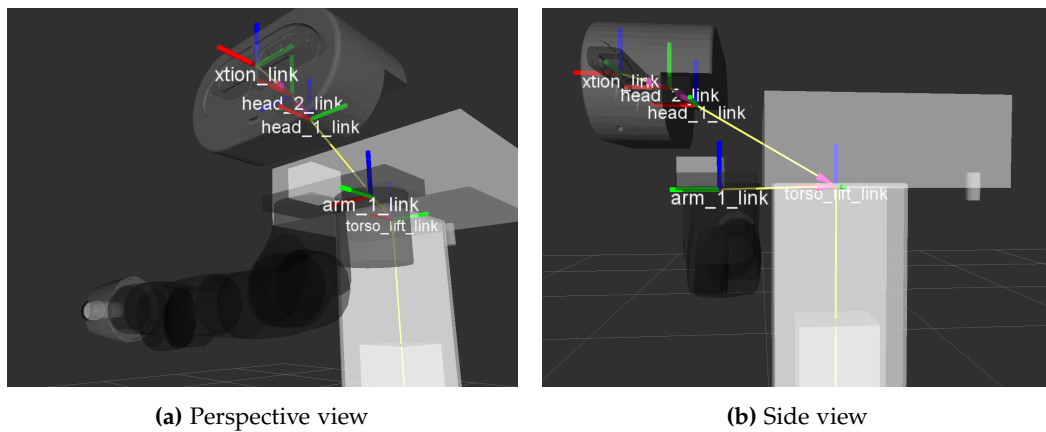 xtion_link
head_2_link
head_1_link
arm_1_link
torso_lift_link
xtion_link
head_2_link
head_1_link
arm_1_link
torso_lift_link
(a) Perspective view
(b) Side view